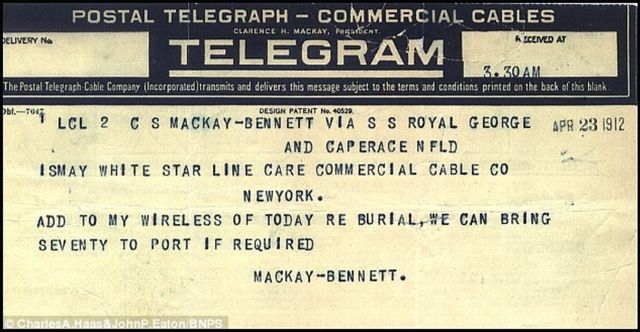 POSTAL TELEGRAPH - COMMERCIAL CABLES
CLARENCE H. MACKAY, PRESIDENT.
DELIVERY No.
TELEGRAM
RECEIVED AT
3.30AM
The Postal Telegraph-Cable Company (Incorporated) transmits and delivers this message subject to the terms and conditions printed on the back of this blank.
Obl.-7647
DESIGN PATENT No. 40529.
1 LCL 2 C S MACKAY-BENNETT VIA S S ROYAL GEORGE
APR 23 1912
AND CAPERACE NFLD
ISMAY WHITE STAR LINE CARE COMMERCIAL CABLE CO
NEWYORK.
ADD TO MY WIRELESS OF TODAY RE BURIAL, WE CAN BRING
SEVENTY TO PORT IF REQUIRED
MACKAY-BENNETT.
© CharlesA.Haas&JohnP.Eaton/BNPS